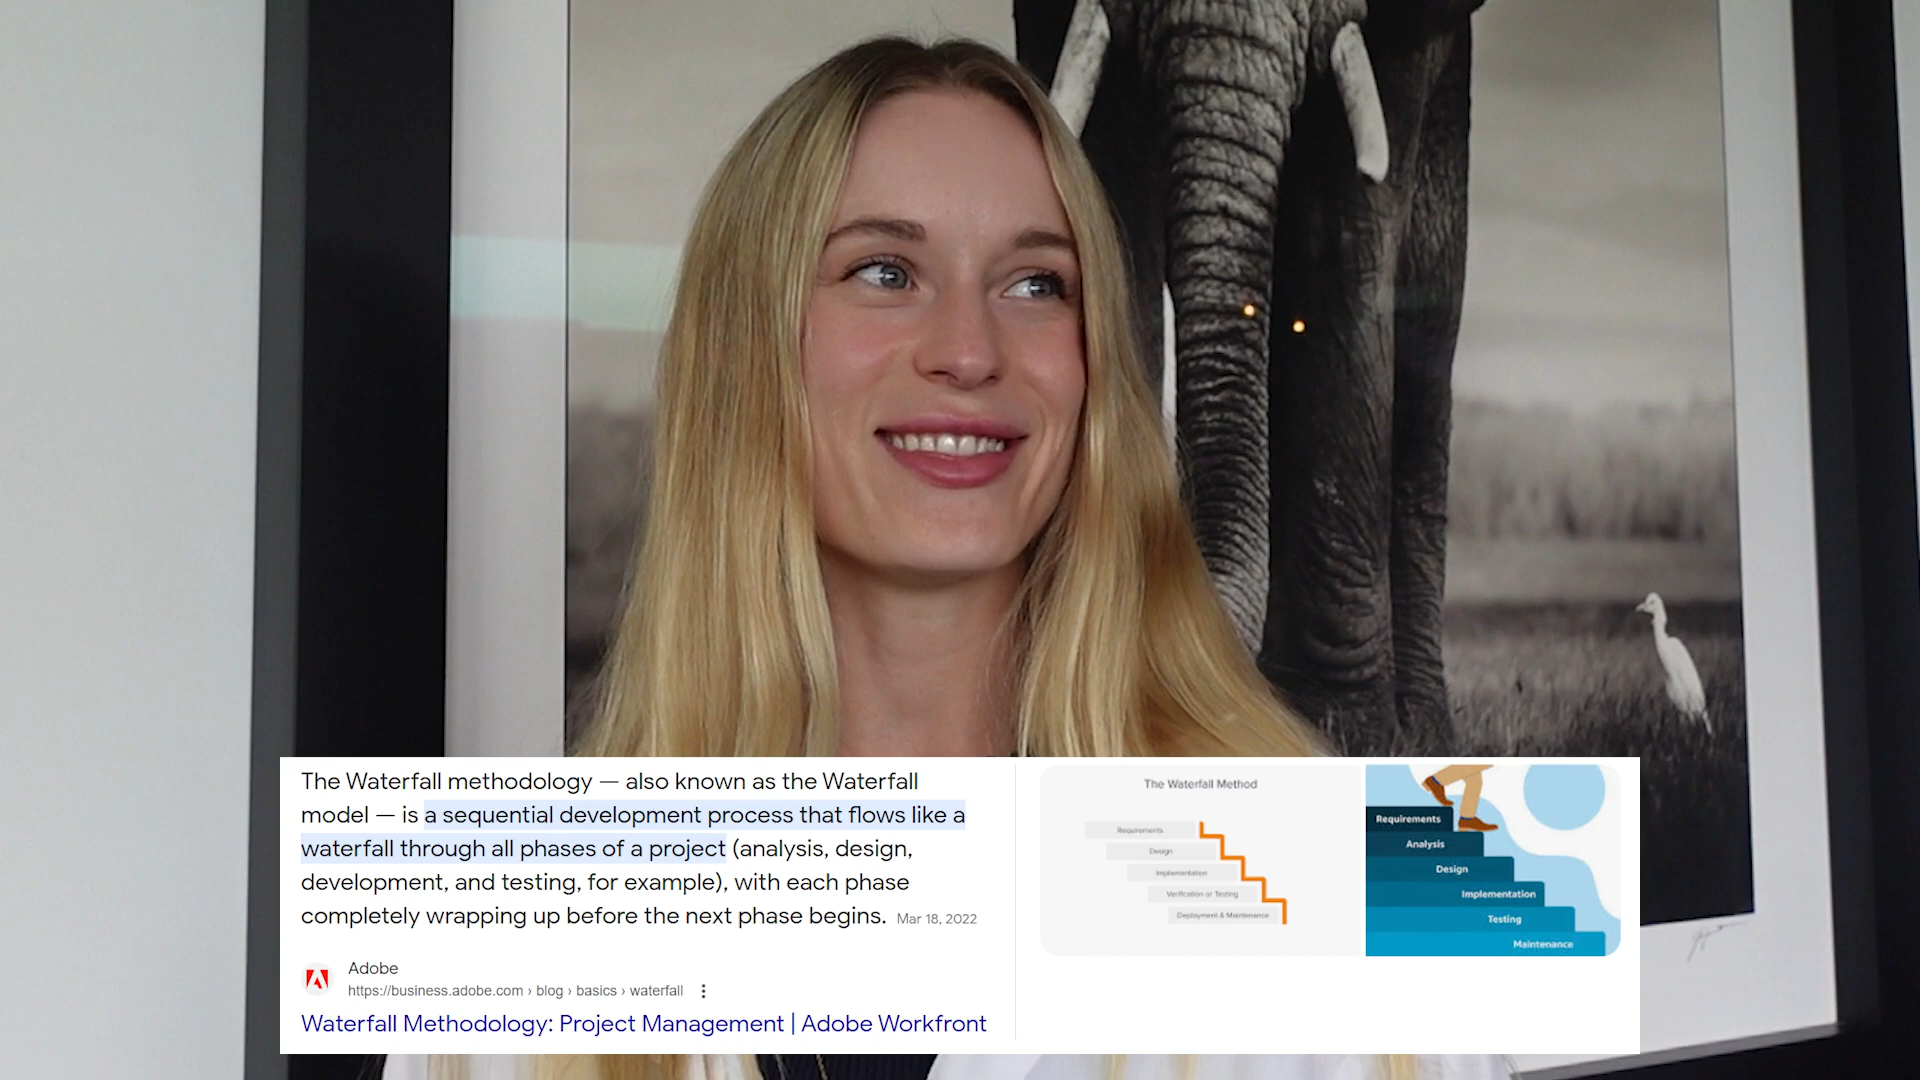 The Waterfall methodology — also known as the Waterfall
model — is a sequential development process that flows like a
waterfall through all phases of a project (analysis, design,
development, and testing, for example), with each phase
completely wrapping up before the next phase begins. Mar 18, 2022
Adobe
https://business.adobe.com › blog › basics › waterfall
Waterfall Methodology: Project Management | Adobe Workfront
The Waterfall Method
Requirements
Design
Implementation
Verification or Testing
Deployment & Maintenance
Requirements
Analysis
Design
Implementation
Testing
Maintenance